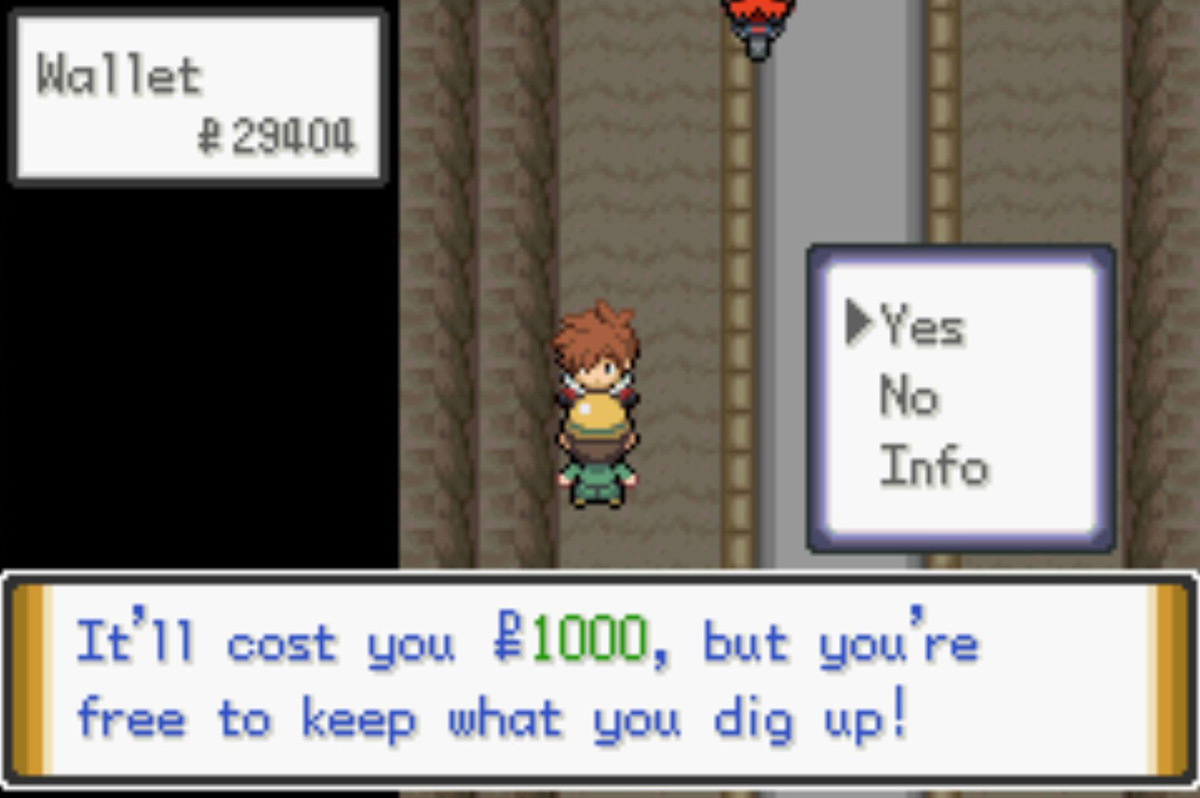 Wallet
₽ 29404
Yes
No
Info
It'll cost you ₽1000, but you're
free to keep what you dig up!